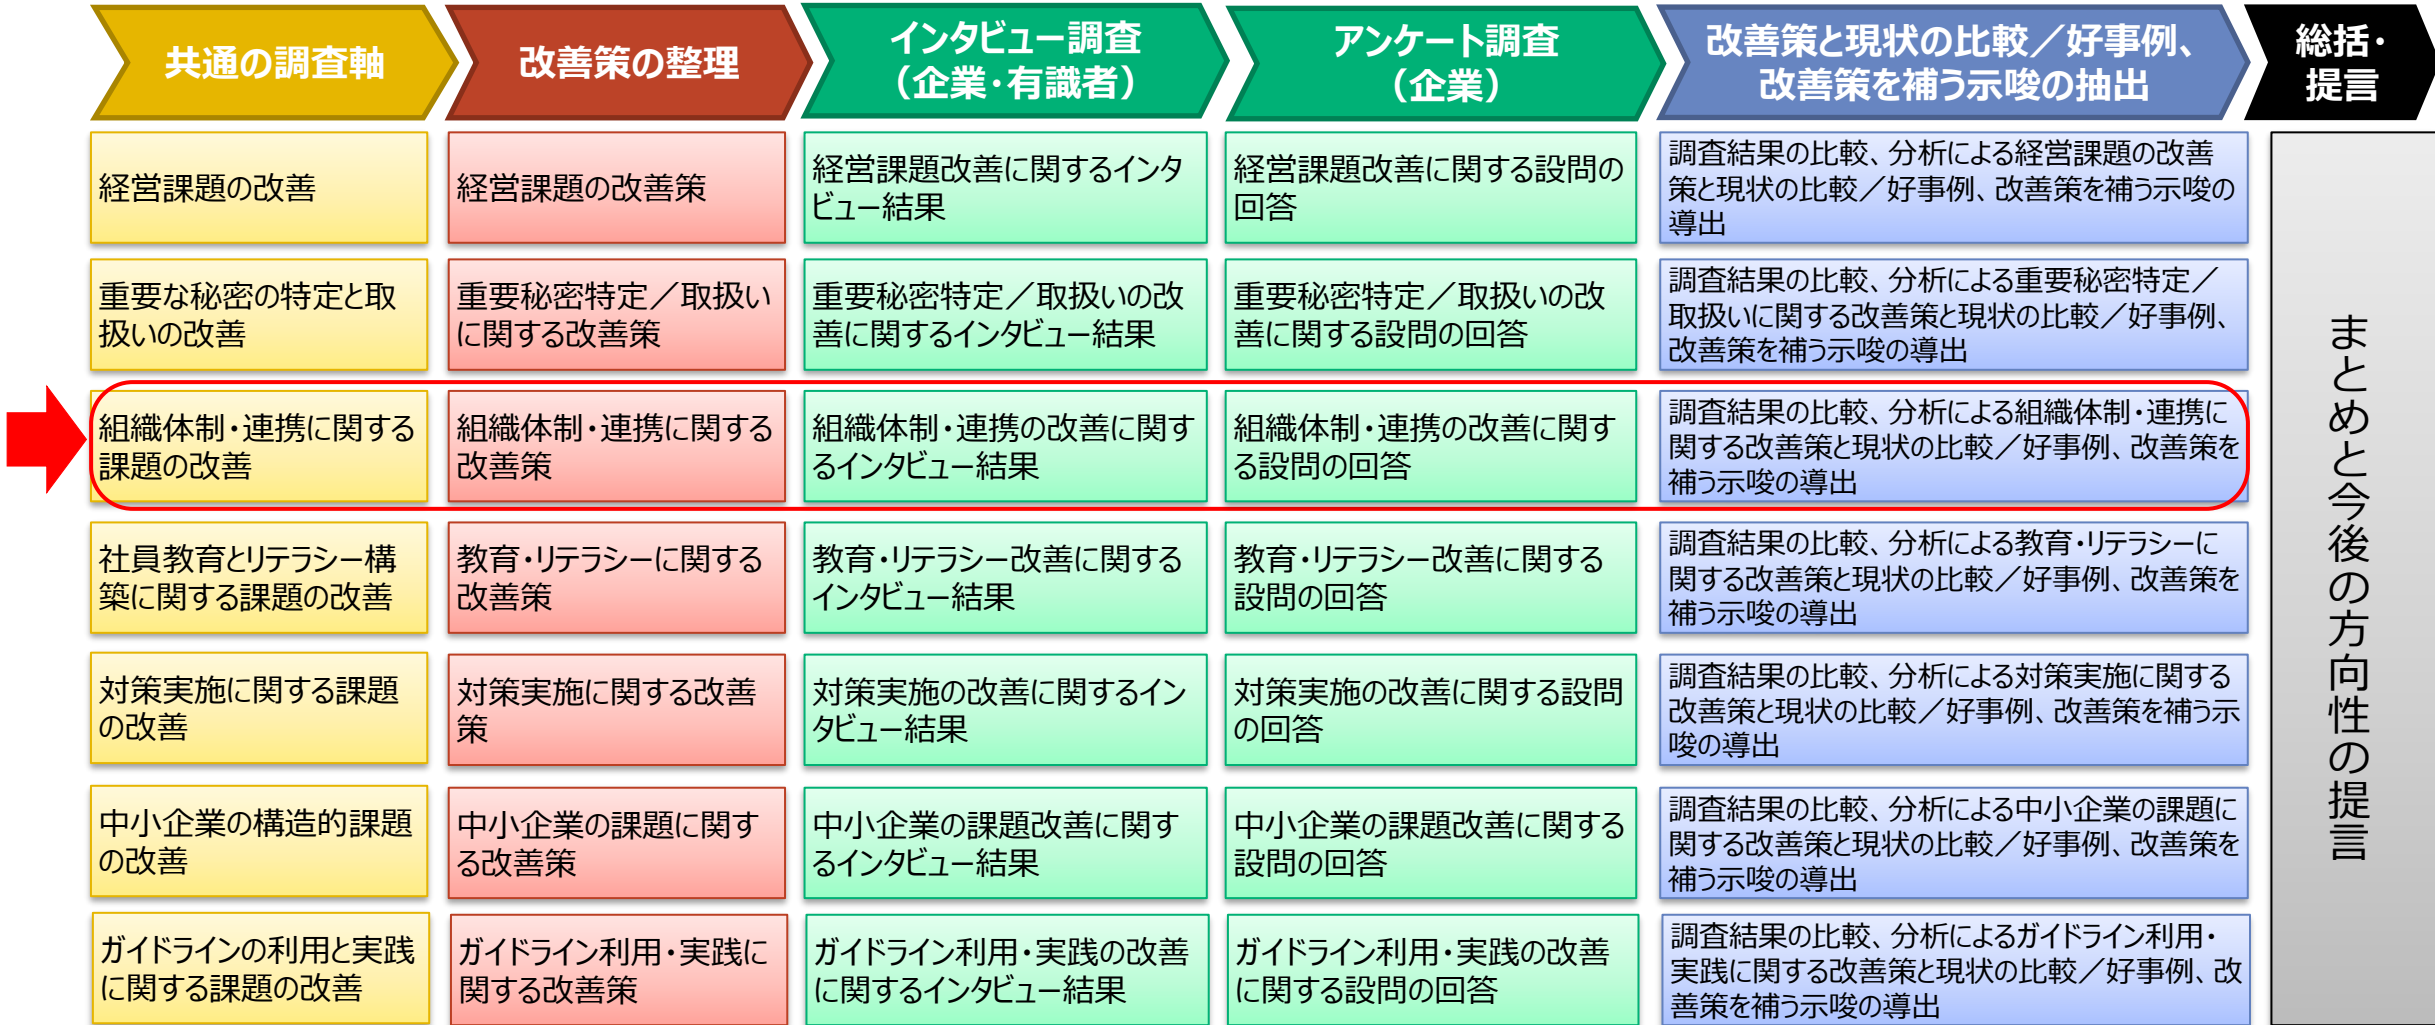 共通の調査軸
改善策の整理
インタビュー調査
（企業・有識者）
アンケート調査
（企業）
改善策と現状の比較／好事例、
改善策を補う示唆の抽出
総括・
提言
経営課題の改善
経営課題の改善策
経営課題改善に関するインタ
ビュー結果
経営課題改善に関する設問の
回答
調査結果の比較、分析による経営課題の改善
策と現状の比較／好事例、改善策を補う示唆の
導出
重要な秘密の特定と取
扱いの改善
重要秘密特定／取扱い
に関する改善策
重要秘密特定／取扱いの改
善に関するインタビュー結果
重要秘密特定／取扱いの改
善に関する設問の回答
調査結果の比較、分析による重要秘密特定／
取扱いに関する改善策と現状の比較／好事例、
改善策を補う示唆の導出
組織体制・連携に関する
課題の改善
組織体制・連携に関する
改善策
組織体制・連携の改善に関す
るインタビュー結果
組織体制・連携の改善に関す
る設問の回答
調査結果の比較、分析による組織体制・連携に
関する改善策と現状の比較／好事例、改善策を
補う示唆の導出
社員教育とリテラシー構
築に関する課題の改善
教育・リテラシーに関する
改善策
教育・リテラシー改善に関する
インタビュー結果
教育・リテラシー改善に関する
設問の回答
調査結果の比較、分析による教育・リテラシーに
関する改善策と現状の比較／好事例、改善策を
補う示唆の導出
対策実施に関する課題
の改善
対策実施に関する改善
策
対策実施の改善に関するイン
タビュー結果
対策実施の改善に関する設問
の回答
調査結果の比較、分析による対策実施に関する
改善策と現状の比較／好事例、改善策を補う示
唆の導出
中小企業の構造的課題
の改善
中小企業の課題に関す
る改善策
中小企業の課題改善に関す
るインタビュー結果
中小企業の課題改善に関する
設問の回答
調査結果の比較、分析による中小企業の課題に
関する改善策と現状の比較／好事例、改善策を
補う示唆の導出
ガイドラインの利用と実践
に関する課題の改善
ガイドライン利用・実践に
関する改善策
ガイドライン利用・実践の改善
に関するインタビュー結果
ガイドライン利用・実践の改善
に関する設問の回答
調査結果の比較、分析によるガイドライン利用・
実践に関する改善策と現状の比較／好事例、改
善策を補う示唆の導出
まとめと今後の方向性の提言